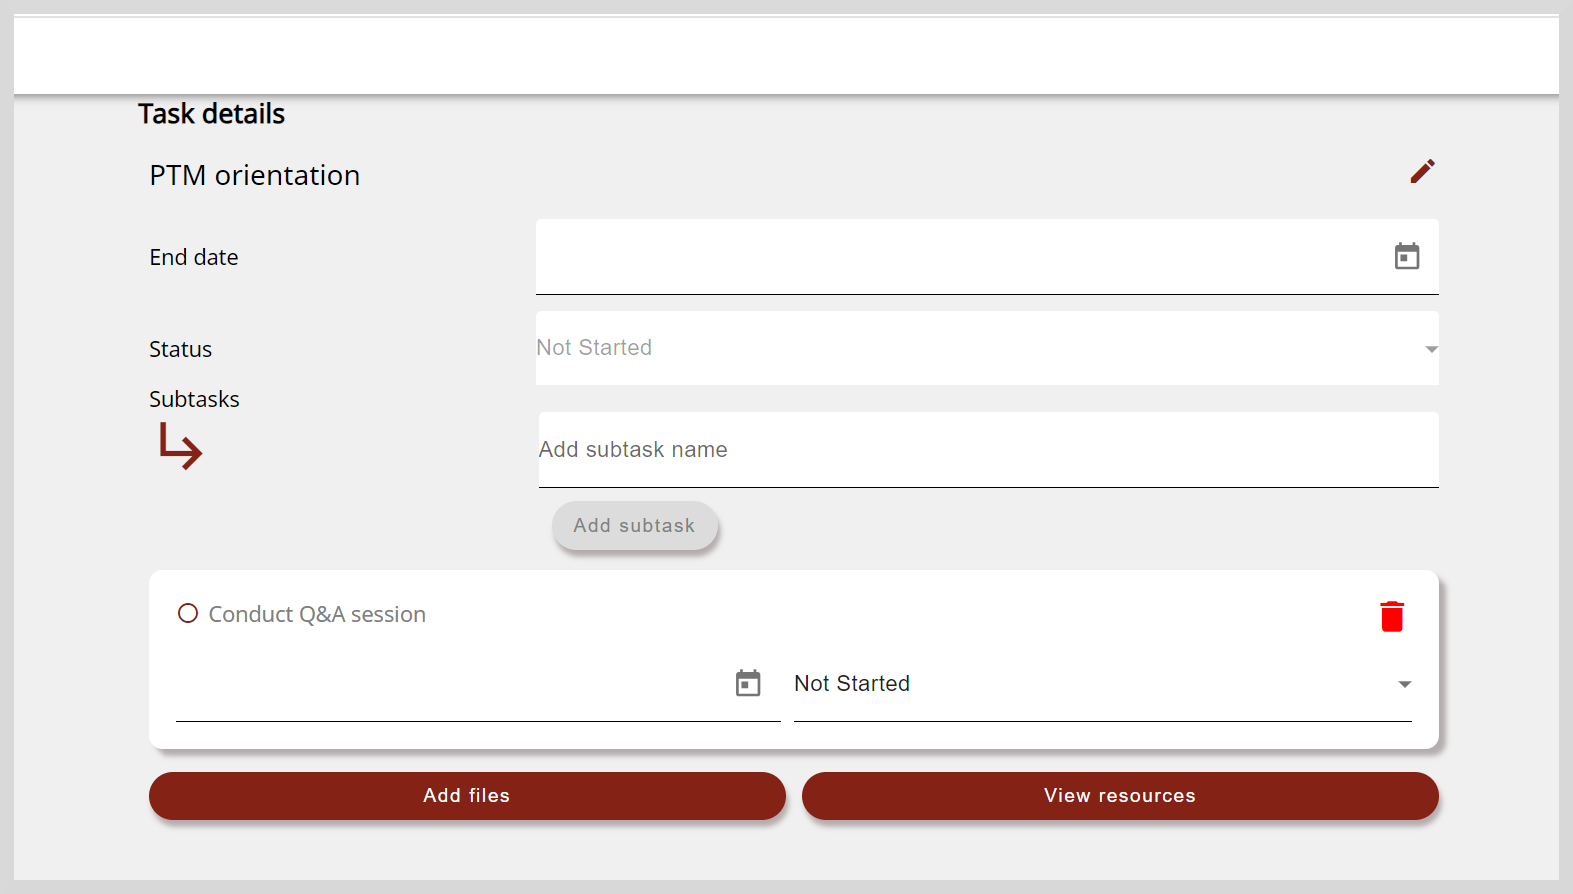 Task details
PTM orientation
End date
Status
Not Started
Subtasks
Add subtask name
Add subtask
Conduct Q&A session
Not Started
Add files
View resources